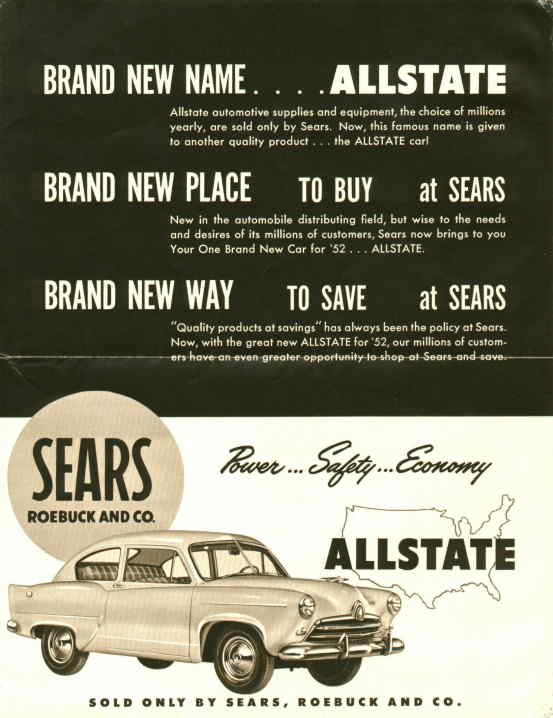 BRAND NEW NAME . . . . ALLSTATE
Allstate automotive supplies and equipment, the choice of millions
yearly, are sold only by Sears. Now, this famous name is given
to another quality product . . . the ALLSTATE car!
BRAND NEW PLACE TO BUY at SEARS
New in the automobile distributing field, but wise to the needs
and desires of its millions of customers, Sears now brings to you
Your One Brand New Car for '52 . . . ALLSTATE.
BRAND NEW WAY TO SAVE at SEARS
"Quality products at savings" has always been the policy at Sears.
Now, with the great new ALLSTATE for '52, our millions of custom-
ers have an even greater opportunity to shop at Sears and save.
SEARS
ROEBUCK AND CO.
Power... Safety... Economy
ALLSTATE
SOLD ONLY BY SEARS, ROEBUCK AND CO.